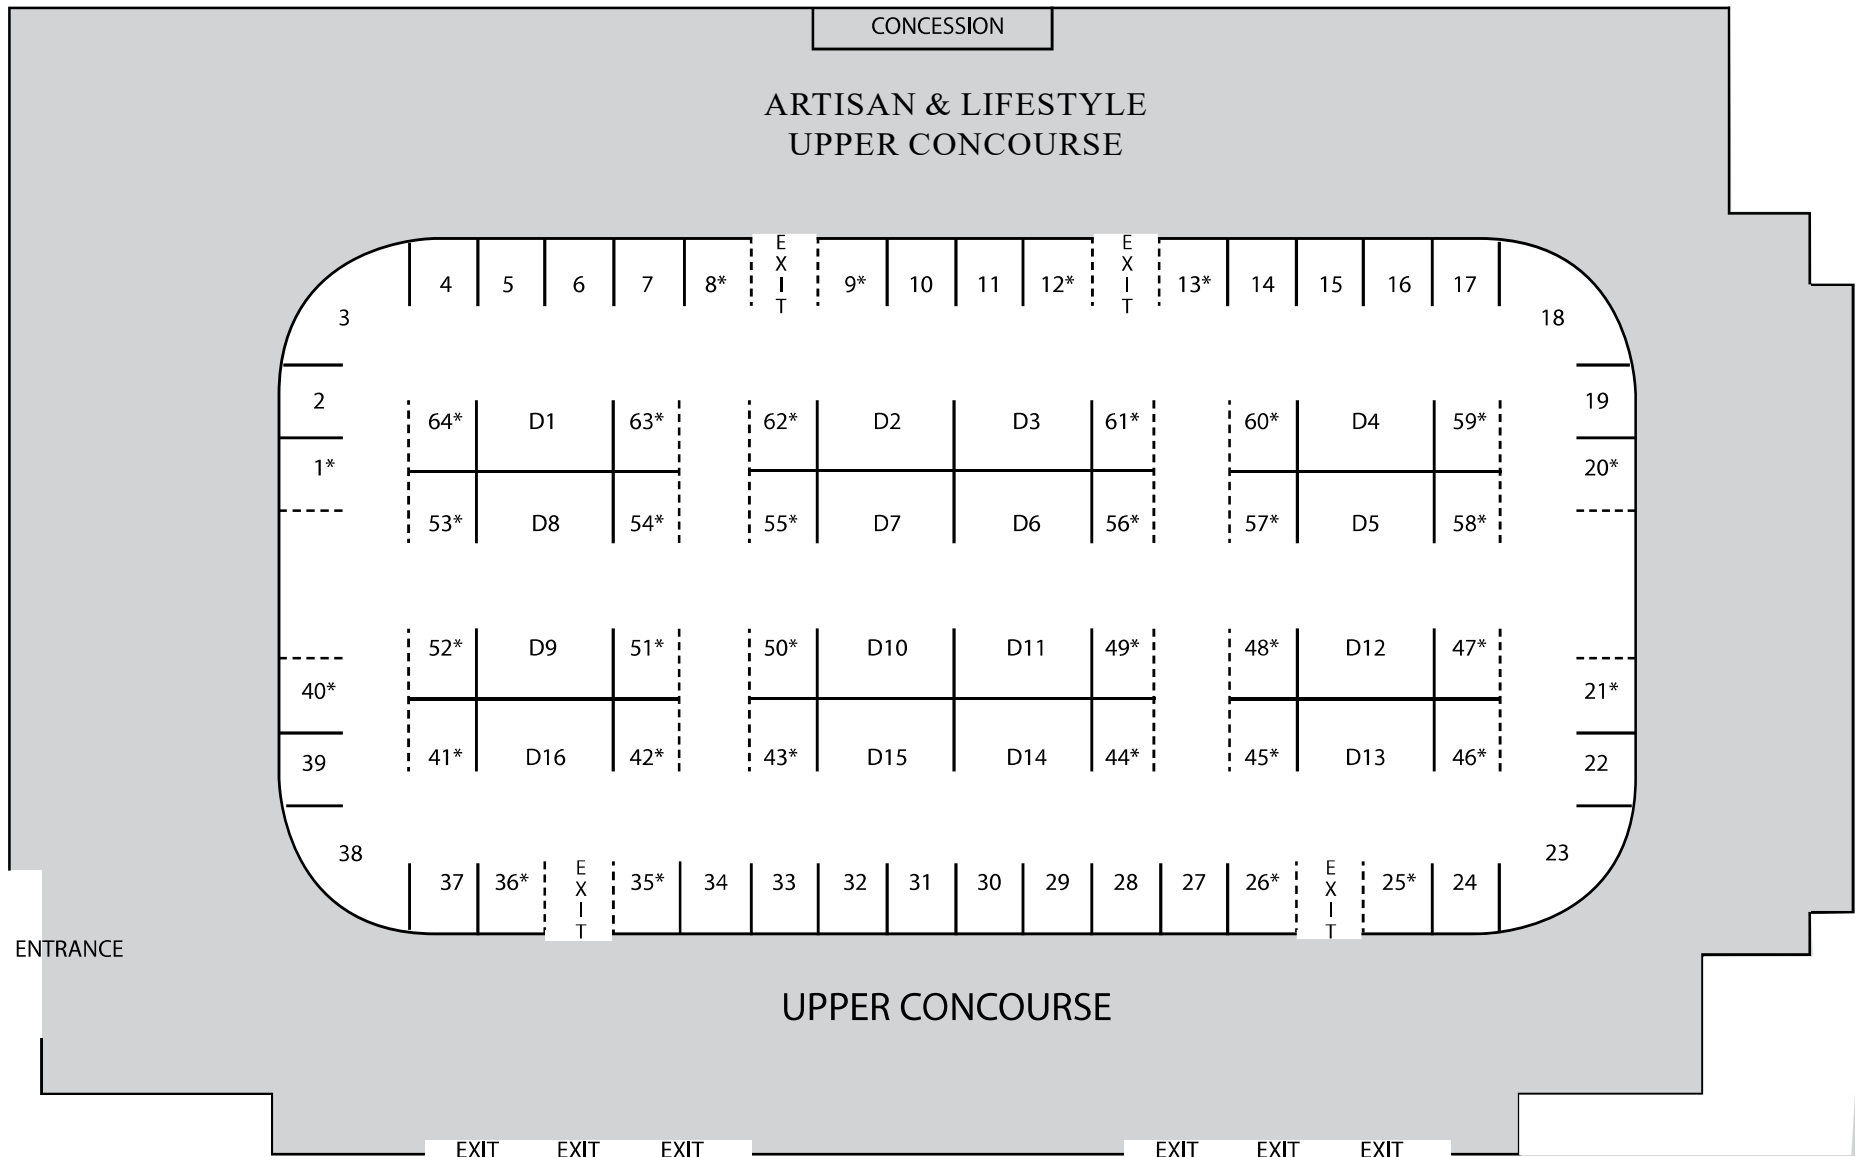 CONCESSION
ARTISAN & LIFESTYLE
UPPER CONCOURSE
4 5 6 7 8* EXIT 9* 10 11 12* EXIT 13* 14 15 16 17
3 18
2 19
64* D1 63* 62* D2 D3 61* 60* D4 59*
1* 20*
53* D8 54* 55* D7 D6 56* 57* D5 58*
52* D9 51* 50* D10 D11 49* 48* D12 47*
40* 21*
41* D16 42* 43* D15 D14 44* 45* D13 46*
39 22
38 23
37 36* EXIT 35* 34 33 32 31 30 29 28 27 26* EXIT 25* 24
ENTRANCE
UPPER CONCOURSE
EXIT EXIT EXIT EXIT EXIT EXIT